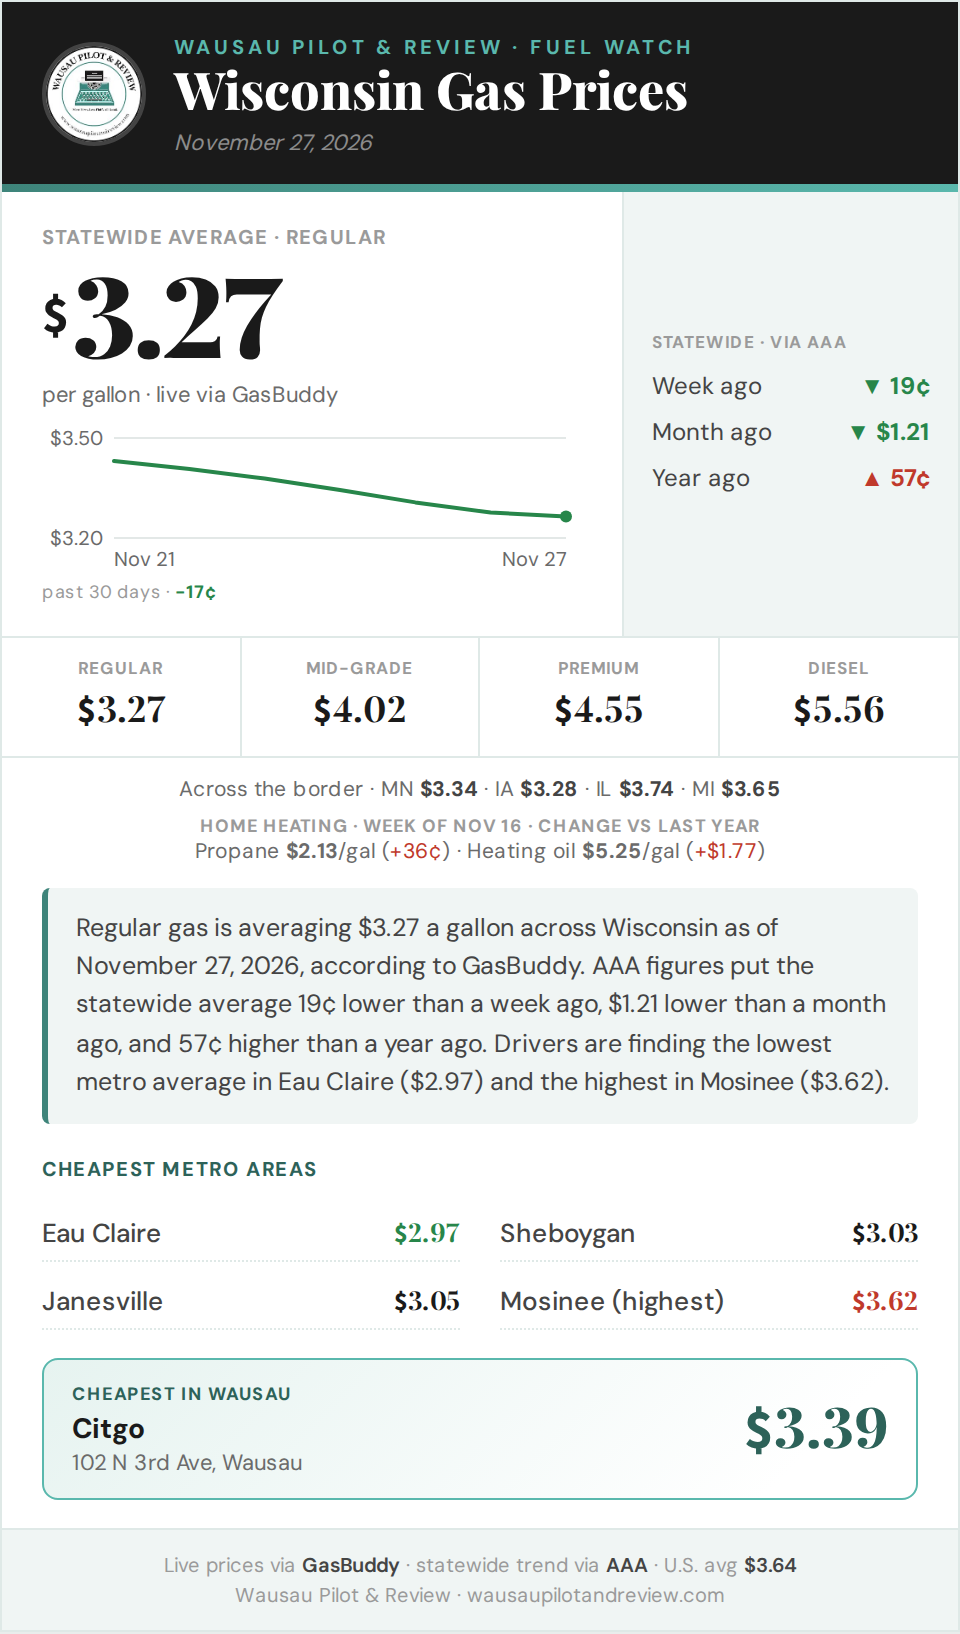 WAUSAU PILOT & REVIEW
WAUSAU PILOT & REVIEW · FUEL WATCH
Wisconsin Gas Prices
November 27, 2026
STATEWIDE AVERAGE · REGULAR
$3.27
per gallon · live via GasBuddy
$3.50
$3.20
Nov 21 Nov 27
past 30 days · -17¢
STATEWIDE · VIA AAA
Week ago ▼ 19¢
Month ago ▼ $1.21
Year ago ▲ 57¢
REGULAR MID-GRADE PREMIUM DIESEL
$3.27 $4.02 $4.55 $5.56
Across the border · MN $3.34 · IA $3.28 · IL $3.74 · MI $3.65
HOME HEATING · WEEK OF NOV 16 · CHANGE VS LAST YEAR
Propane $2.13/gal (+36¢) · Heating oil $5.25/gal (+$1.77)
Regular gas is averaging $3.27 a gallon across Wisconsin as of
November 27, 2026, according to GasBuddy. AAA figures put the
statewide average 19¢ lower than a week ago, $1.21 lower than a month
ago, and 57¢ higher than a year ago. Drivers are finding the lowest
metro average in Eau Claire ($2.97) and the highest in Mosinee ($3.62).
CHEAPEST METRO AREAS
Eau Claire $2.97 Sheboygan $3.03
Janesville $3.05 Mosinee (highest) $3.62
CHEAPEST IN WAUSAU
Citgo
102 N 3rd Ave, Wausau
$3.39
Live prices via GasBuddy · statewide trend via AAA · U.S. avg $3.64
Wausau Pilot & Review · wausaupilotandreview.com